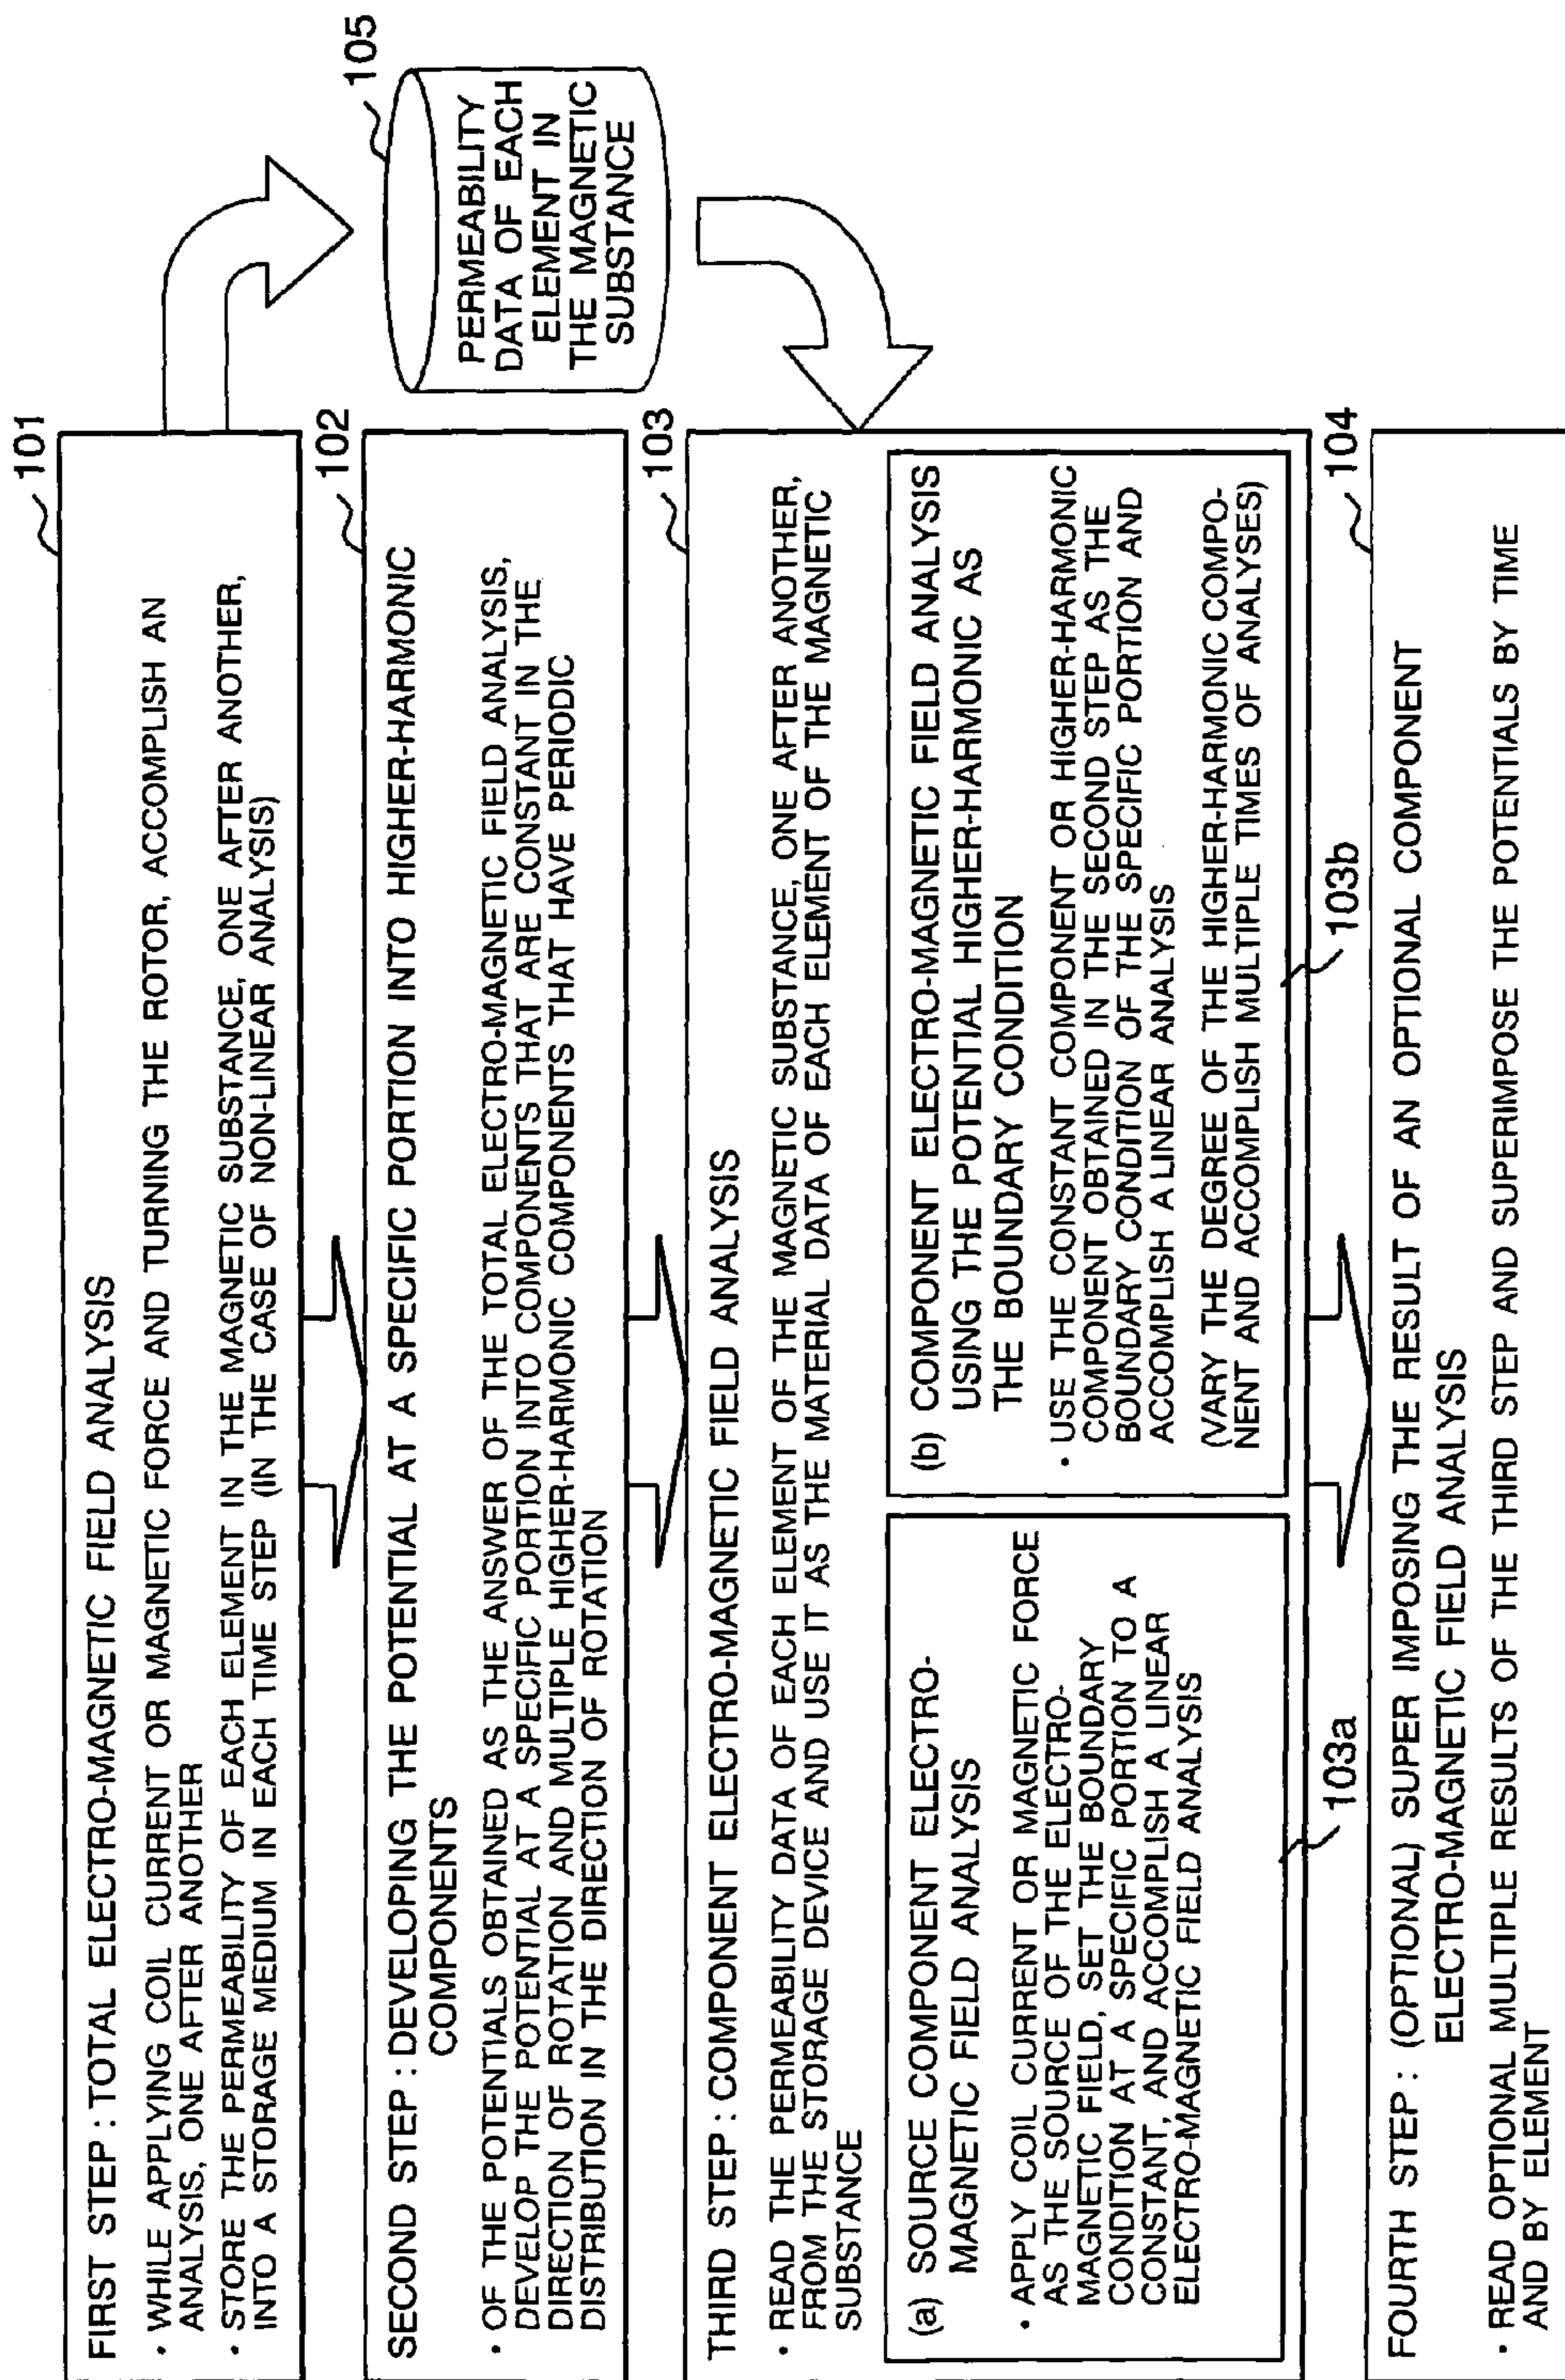 101
FIRST STEP : TOTAL ELECTRO-MAGNETIC FIELD ANALYSIS
• WHILE APPLYING COIL CURRENT OR MAGNETIC FORCE AND TURNING THE ROTOR, ACCOMPLISH AN
ANALYSIS, ONE AFTER ANOTHER
• STORE THE PERMEABILITY OF EACH ELEMENT IN THE MAGNETIC SUBSTANCE, ONE AFTER ANOTHER,
INTO A STORAGE MEDIUM IN EACH TIME STEP (IN THE CASE OF NON-LINEAR ANALYSIS)
105
PERMEABILITY
DATA OF EACH
ELEMENT IN
THE MAGNETIC
SUBSTANCE
102
SECOND STEP : DEVELOPING THE POTENTIAL AT A SPECIFIC PORTION INTO HIGHER-HARMONIC
COMPONENTS
• OF THE POTENTIALS OBTAINED AS THE ANSWER OF THE TOTAL ELECTRO-MAGNETIC FIELD ANALYSIS,
DEVELOP THE POTENTIAL AT A SPECIFIC PORTION INTO COMPONENTS THAT ARE CONSTANT IN THE
DIRECTION OF ROTATION AND MULTIPLE HIGHER-HARMONIC COMPONENTS THAT HAVE PERIODIC
DISTRIBUTION IN THE DIRECTION OF ROTATION
103
THIRD STEP : COMPONENT ELECTRO-MAGNETIC FIELD ANALYSIS
• READ THE PERMEABILITY DATA OF EACH ELEMENT OF THE MAGNETIC SUBSTANCE, ONE AFTER ANOTHER,
FROM THE STORAGE DEVICE AND USE IT AS THE MATERIAL DATA OF EACH ELEMENT OF THE MAGNETIC
SUBSTANCE
(a) SOURCE COMPONENT ELECTRO-
MAGNETIC FIELD ANALYSIS
• APPLY COIL CURRENT OR MAGNETIC FORCE
AS THE SOURCE OF THE ELECTRO-
MAGNETIC FIELD, SET THE BOUNDARY
CONDITION AT A SPECIFIC PORTION TO A
CONSTANT, AND ACCOMPLISH A LINEAR
ELECTRO-MAGNETIC FIELD ANALYSIS
103a
(b) COMPONENT ELECTRO-MAGNETIC FIELD ANALYSIS
USING THE POTENTIAL HIGHER-HARMONIC AS
THE BOUNDARY CONDITION
• USE THE CONSTANT COMPONENT OR HIGHER-HARMONIC
COMPONENT OBTAINED IN THE SECOND STEP AS THE
BOUNDARY CONDITION OF THE SPECIFIC PORTION AND
ACCOMPLISH A LINEAR ANALYSIS
(VARY THE DEGREE OF THE HIGHER-HARMONIC COMPO-
NENT AND ACCOMPLISH MULTIPLE TIMES OF ANALYSES)
103b
104
FOURTH STEP : (OPTIONAL) SUPER IMPOSING THE RESULT OF AN OPTIONAL COMPONENT
ELECTRO-MAGNETIC FIELD ANALYSIS
• READ OPTIONAL MULTIPLE RESULTS OF THE THIRD STEP AND SUPERIMPOSE THE POTENTIALS BY TIME
AND BY ELEMENT